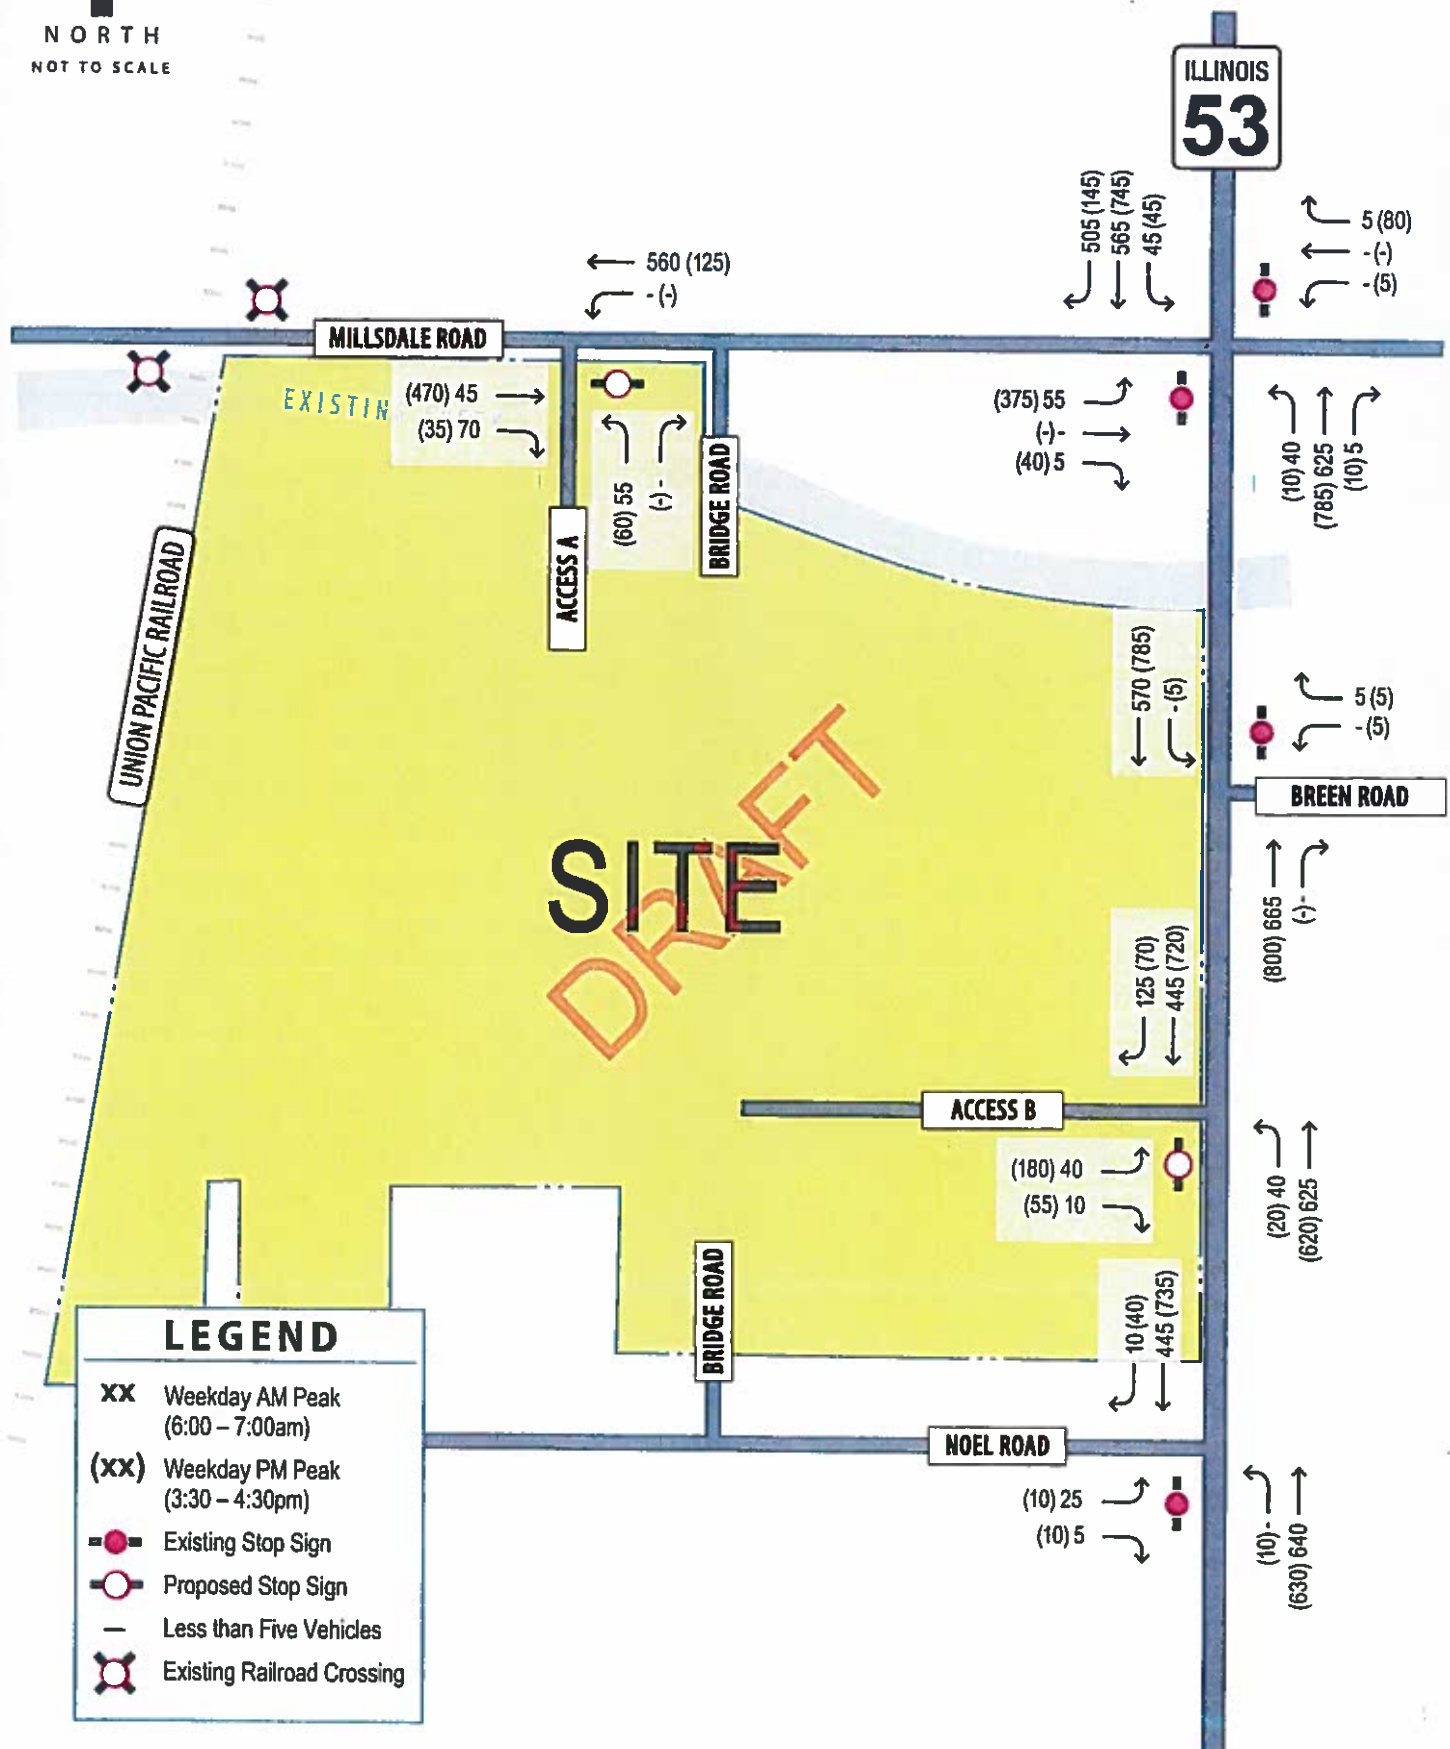 NORTH
NOT TO SCALE
ILLINOIS
53
505 (145)
565 (745)
45 (45)
5 (80)
- (-)
- (5)
560 (125)
- (-)
MILLSDALE ROAD
EXISTIN
(470) 45
(35) 70
(60) 55
(-) -
ACCESS A
BRIDGE ROAD
(375) 55
(-) -
(40) 5
(10) 40
(785) 625
(10) 5
UNION PACIFIC RAILROAD
570 (785)
- (5)
5 (5)
- (5)
BREEN ROAD
(800) 665
(-) -
SITE
DRAFT
125 (70)
445 (720)
ACCESS B
(180) 40
(55) 10
(20) 40
(620) 625
BRIDGE ROAD
10 (40)
445 (735)
NOEL ROAD
(10) 25
(10) 5
(10) -
(630) 640
LEGEND
XX Weekday AM Peak
(6:00 – 7:00am)
(XX) Weekday PM Peak
(3:30 – 4:30pm)
Existing Stop Sign
Proposed Stop Sign
– Less than Five Vehicles
Existing Railroad Crossing